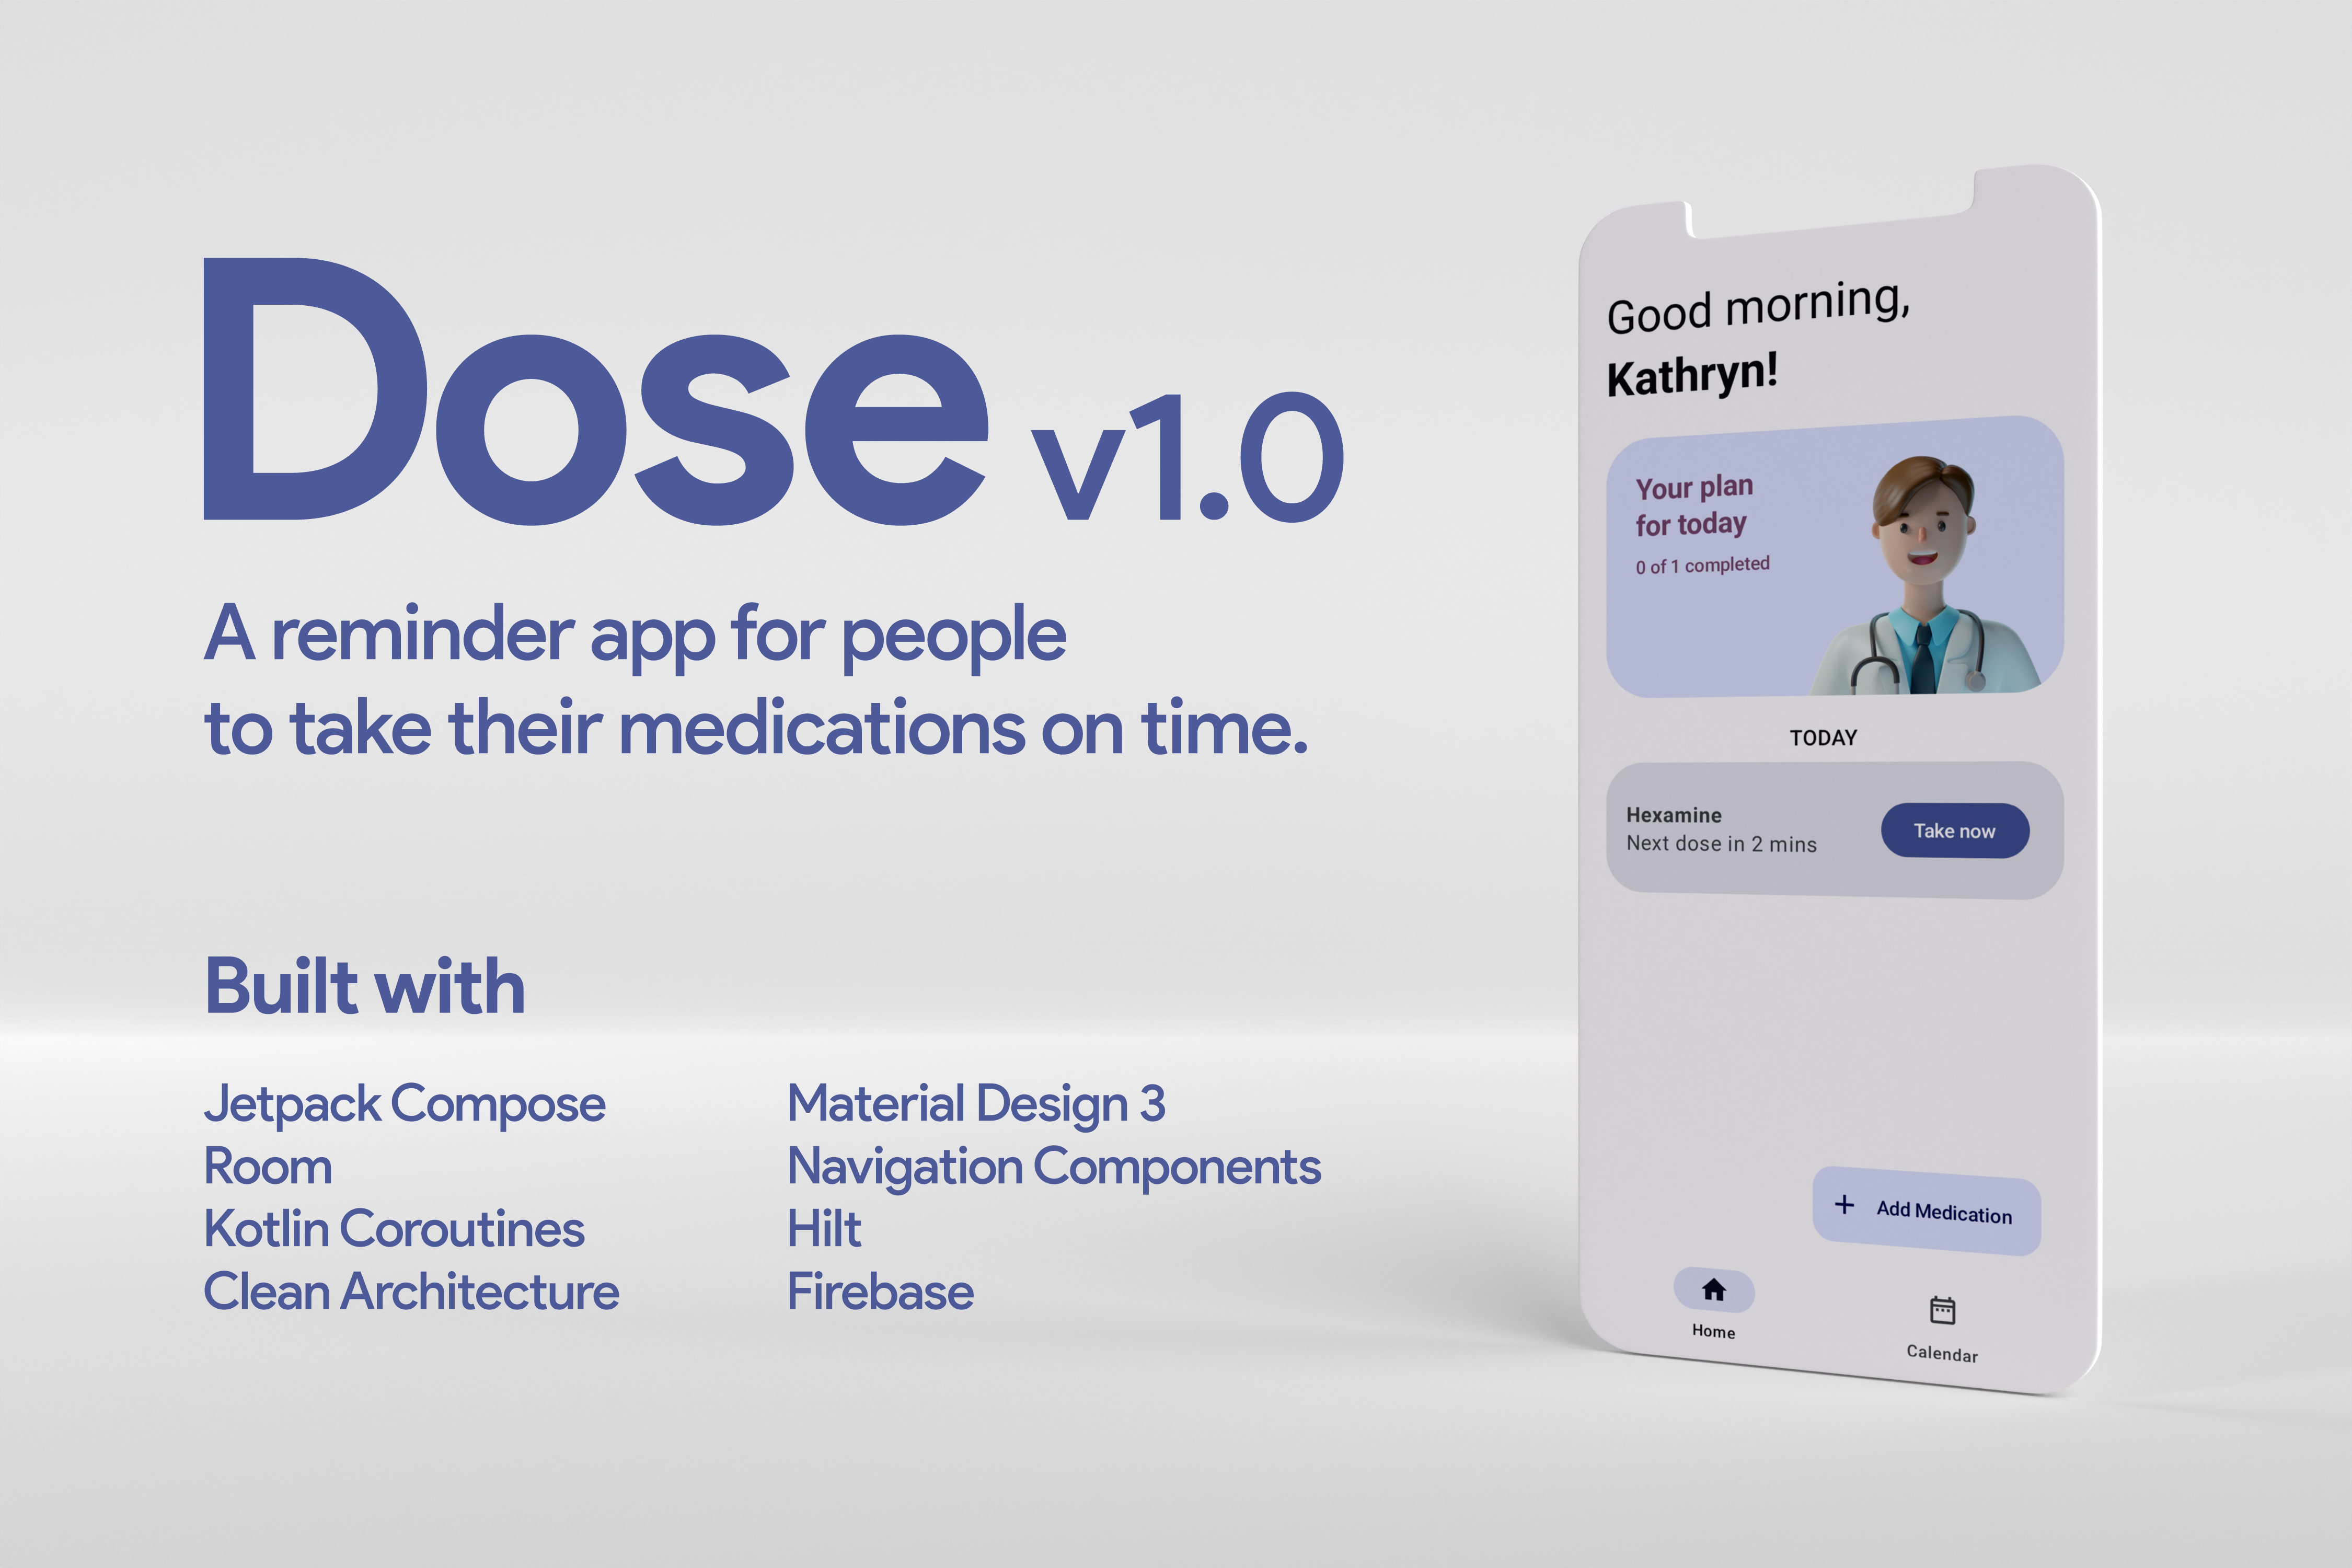 Dose v1.0
A reminder app for people
to take their medications on time.
Built with
Jetpack Compose
Room
Kotlin Coroutines
Clean Architecture
Material Design 3
Navigation Components
Hilt
Firebase
Good morning,
Kathryn!
Your plan
for today
0 of 1 completed
TODAY
Hexamine
Next dose in 2 mins
Take now
+ Add Medication
Home
Calendar